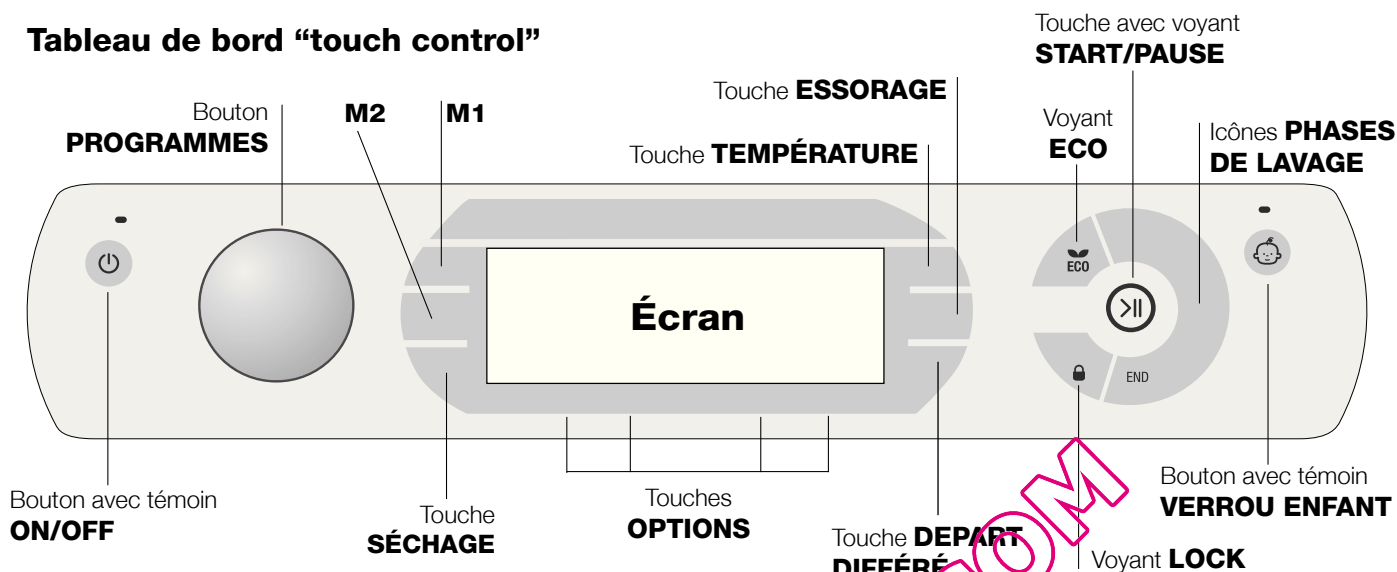 Tableau de bord “touch control”
Touche avec voyant
START/PAUSE
Bouton
PROGRAMMES
M2
M1
Touche ESSORAGE
Touche TEMPÉRATURE
Voyant
ECO
Icônes PHASES
DE LAVAGE
ECO
Écran
END
Bouton avec témoin
ON/OFF
Touche
SÉCHAGE
Touches
OPTIONS
Touche DEPART
DIFFÉRÉ
Voyant LOCK
Bouton avec témoin
VERROU ENFANT
COM